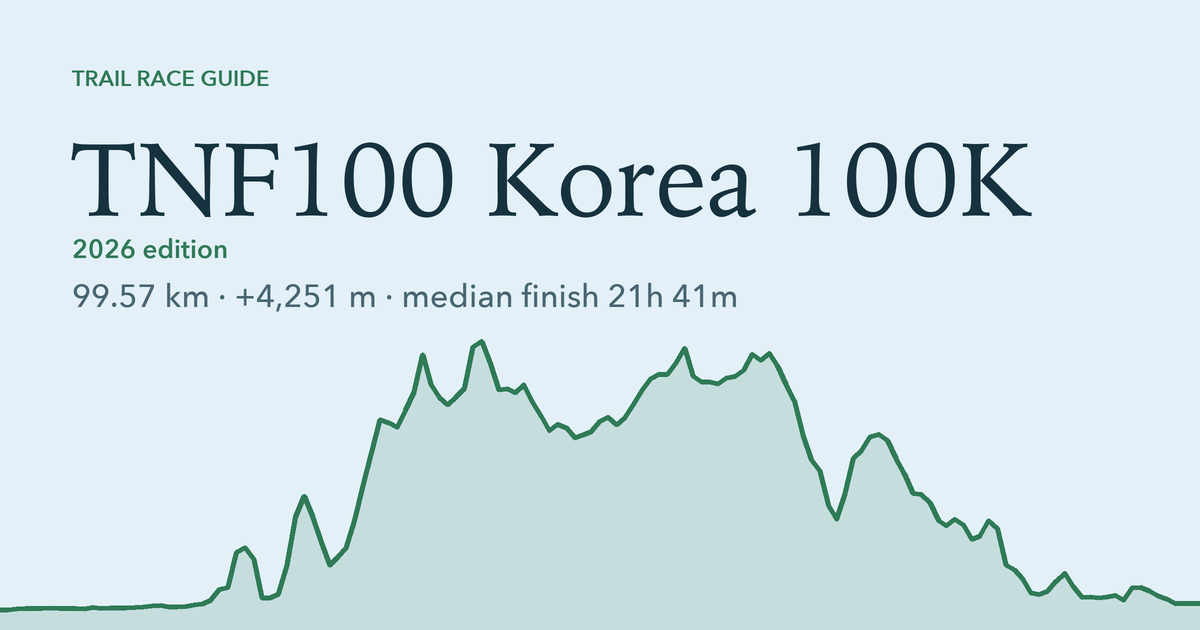 TRAIL RACE GUIDE
TNF100 Korea 100K
2026 edition
99.57 km · +4,251 m · median finish 21h 41m